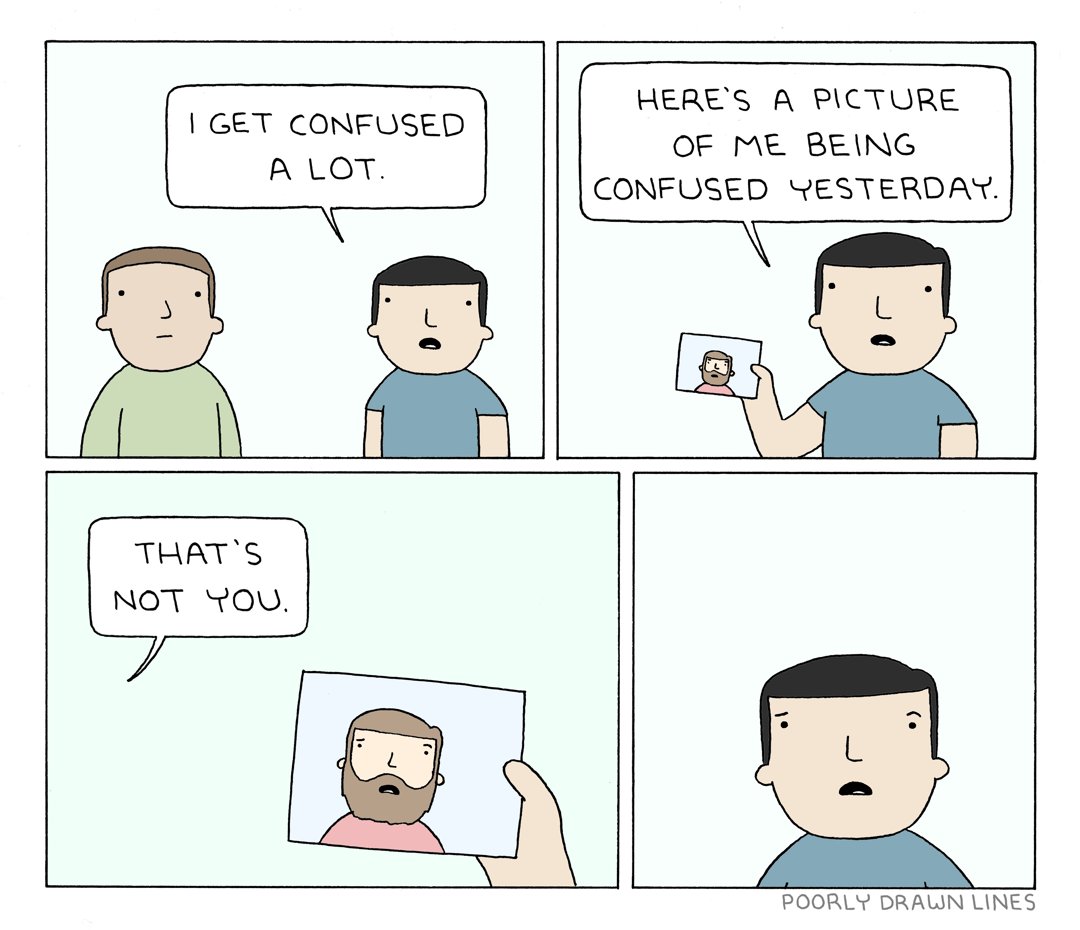 I GET CONFUSED
A LOT.
HERE'S A PICTURE
OF ME BEING
CONFUSED YESTERDAY.
THAT'S
NOT YOU.
POORLY DRAWN LINES